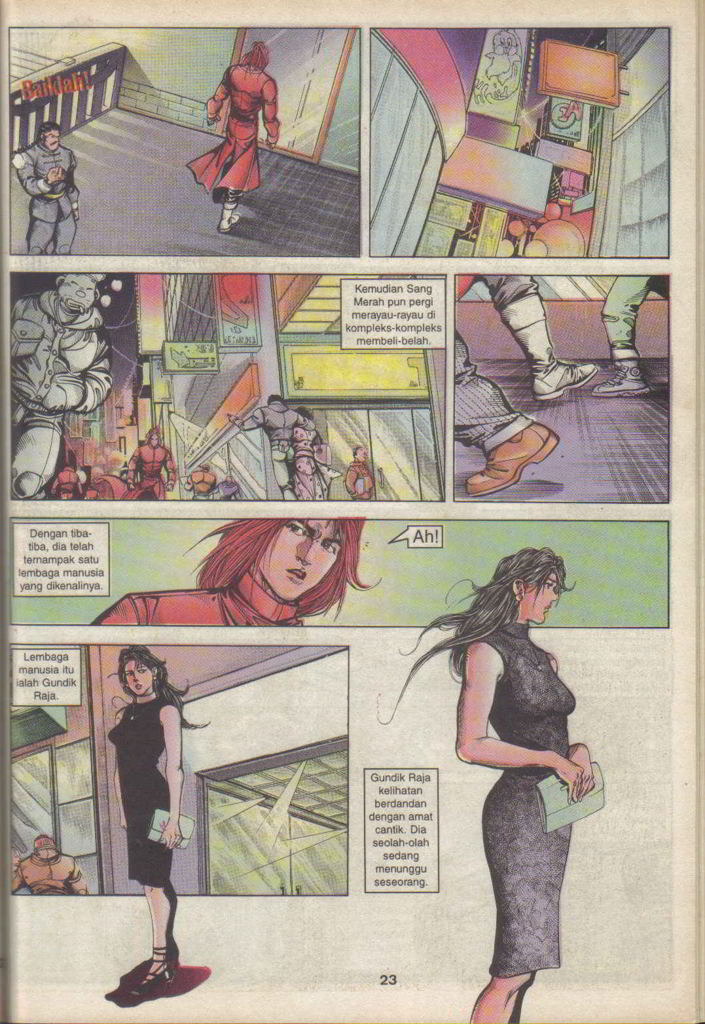 Baiklah!
Kemudian Sang
Merah pun pergi
merayau-rayau di
kompleks-kompleks
membeli-belah.
Dengan tiba-
tiba, dia telah
ternampak satu
lembaga manusia
yang dikenalinya.
Ah!
Lembaga
manusia itu
ialah Gundik
Raja.
Gundik Raja
kelihatan
berdandan
dengan amat
cantik. Dia
seolah-olah
sedang
menunggu
seseorang.
23